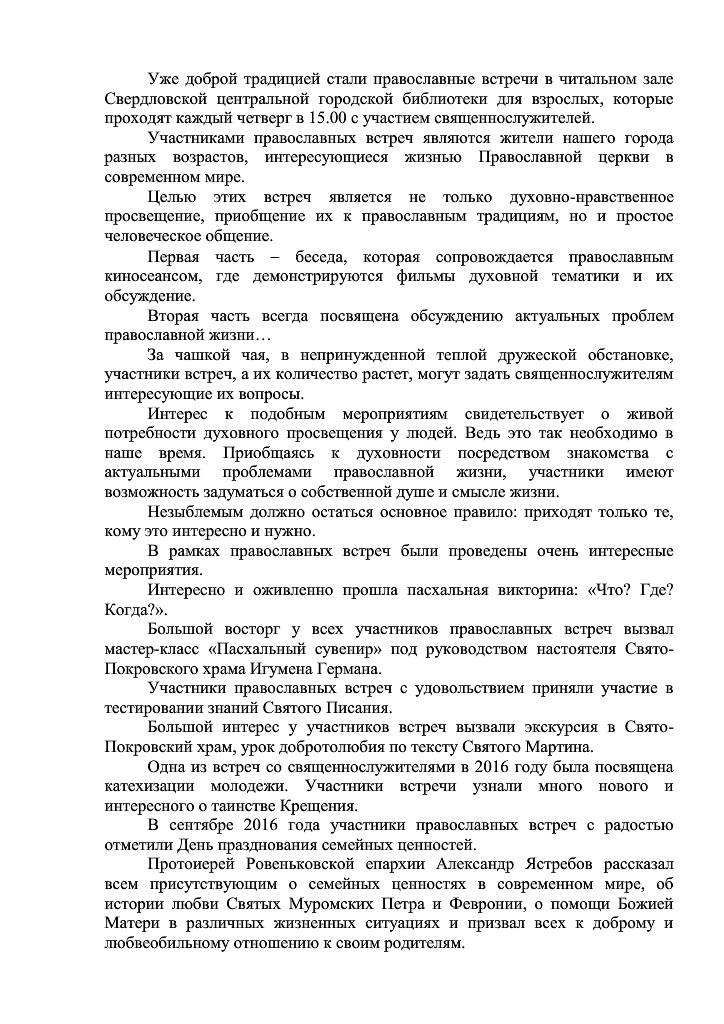 Уже доброй традицией стали православные встречи в читальном зале
Свердловской центральной городской библиотеки для взрослых, которые
проходят каждый четверг в 15.00 с участием священнослужителей.
Участниками православных встреч являются жители нашего города
разных возрастов, интересующиеся жизнью Православной церкви в
современном мире.
Целью этих встреч является не только духовно-нравственное
просвещение, приобщение их к православным традициям, но и простое
человеческое общение.
Первая часть – беседа, которая сопровождается православным
киносеансом, где демонстрируются фильмы духовной тематики и их
обсуждение.
Вторая часть всегда посвящена обсуждению актуальных проблем
православной жизни…
За чашкой чая, в непринужденной теплой дружеской обстановке,
участники встреч, а их количество растет, могут задать священнослужителям
интересующие их вопросы.
Интерес к подобным мероприятиям свидетельствует о живой
потребности духовного просвещения у людей. Ведь это так необходимо в
наше время. Приобщаясь к духовности посредством знакомства с
актуальными проблемами православной жизни, участники имеют
возможность задуматься о собственной душе и смысле жизни.
Незыблемым должно остаться основное правило: приходят только те,
кому это интересно и нужно.
В рамках православных встреч были проведены очень интересные
мероприятия.
Интересно и оживленно прошла пасхальная викторина: «Что? Где?
Когда?».
Большой восторг у всех участников православных встреч вызвал
мастер-класс «Пасхальный сувенир» под руководством настоятеля Свято-
Покровского храма Игумена Германа.
Участники православных встреч с удовольствием приняли участие в
тестировании знаний Святого Писания.
Большой интерес у участников встреч вызвали экскурсия в Свято-
Покровский храм, урок добротолюбия по тексту Святого Мартина.
Одна из встреч со священнослужителями в 2016 году была посвящена
катехизации молодежи. Участники встречи узнали много нового и
интересного о таинстве Крещения.
В сентябре 2016 года участники православных встреч с радостью
отметили День празднования семейных ценностей.
Протоиерей Ровеньковской епархии Александр Ястребов рассказал
всем присутствующим о семейных ценностях в современном мире, об
истории любви Святых Муромских Петра и Февронии, о помощи Божией
Матери в различных жизненных ситуациях и призвал всех к доброму и
любвеобильному отношению к своим родителям.